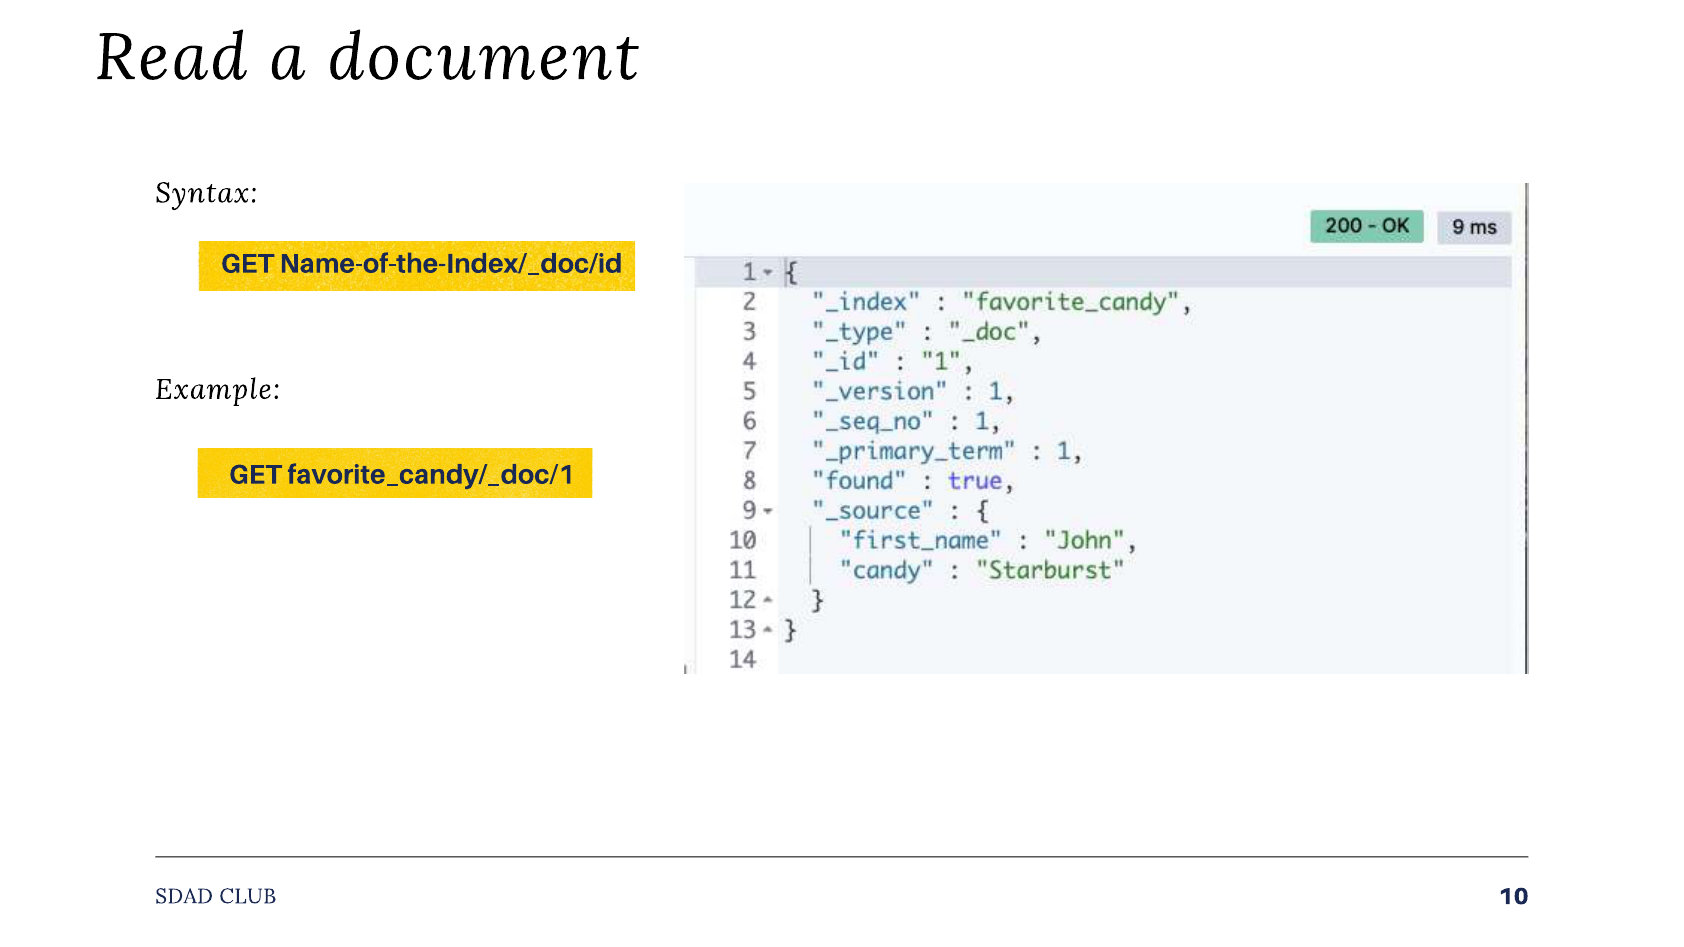 Read a document
Syntax:
GET Name-of-the-Index/_doc/id
Example:
GET favorite_candy/_doc/1
200 - OK 9 ms
1 {
2 "_index" : "favorite_candy",
3 "_type" : "_doc",
4 "_id" : "1",
5 "_version" : 1,
6 "_seq_no" : 1,
7 "_primary_term" : 1,
8 "found" : true,
9 "_source" : {
10 "first_name" : "John",
11 "candy" : "Starburst"
12 }
13 }
14
SDAD CLUB
10